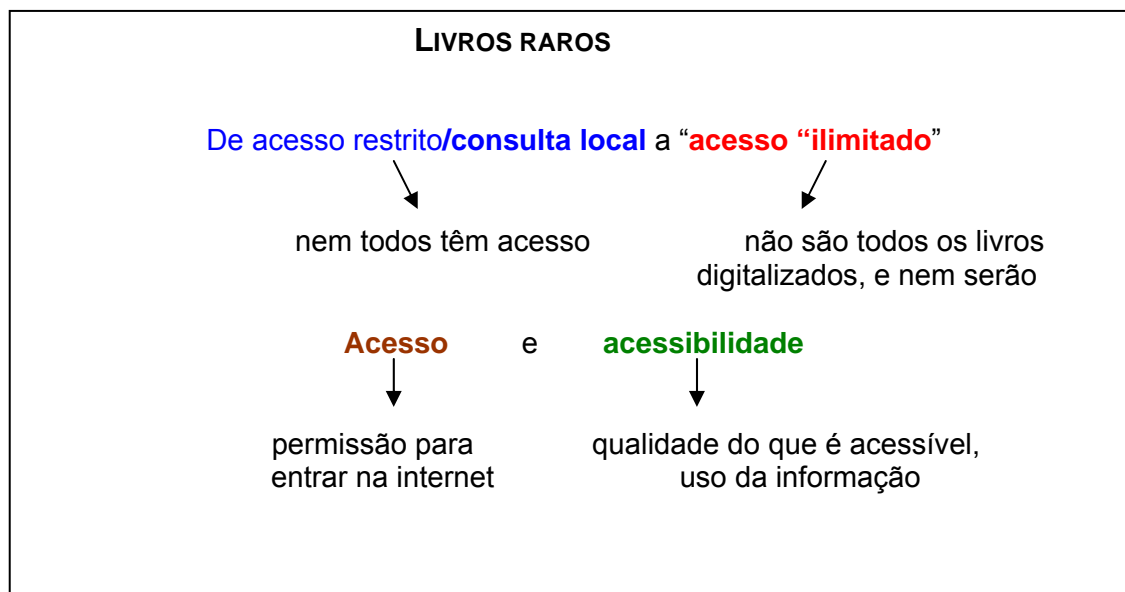 LIVROS RAROS
De acesso restrito/consulta local a “acesso “ilimitado”
nem todos têm acesso
não são todos os livros
digitalizados, e nem serão
Acesso e acessibilidade
permissão para
entrar na internet
qualidade do que é acessível,
uso da informação